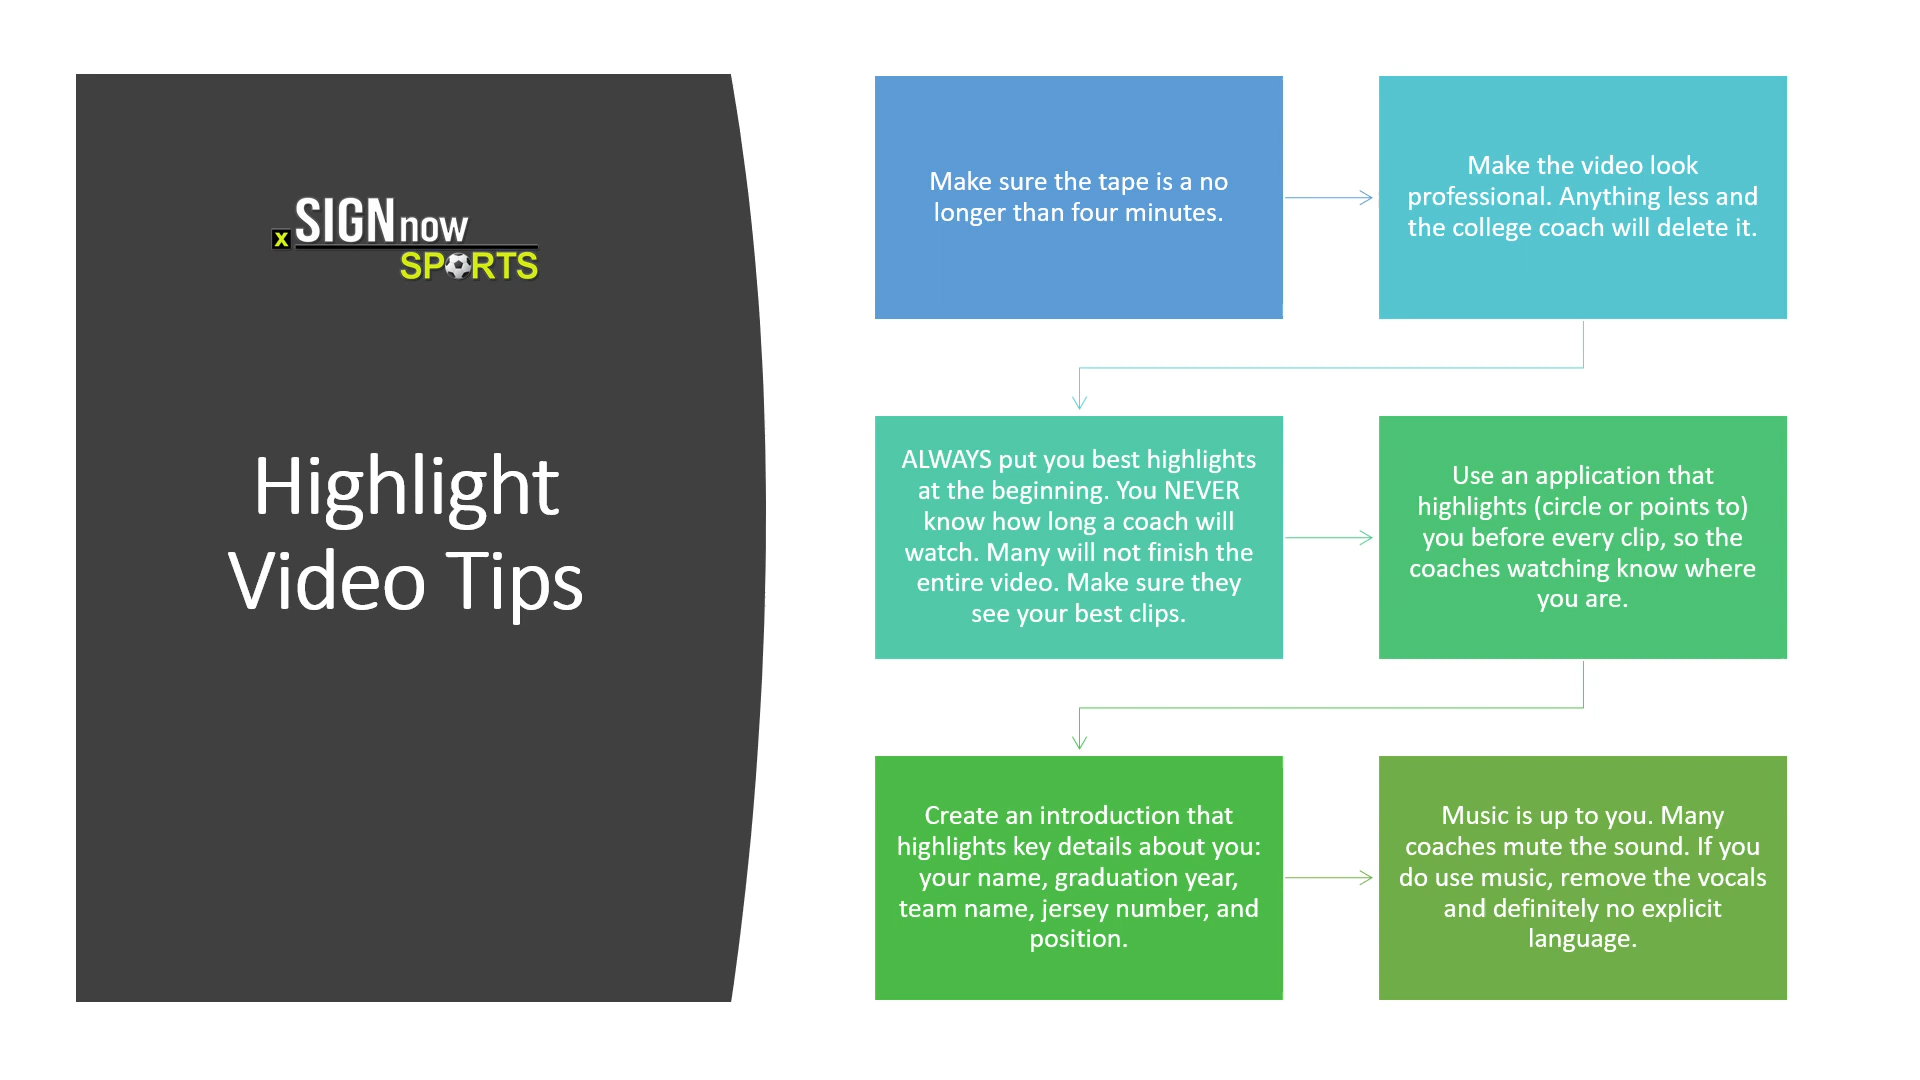 x SIGN now
SPORTS
Highlight
Video Tips
Make sure the tape is a no
longer than four minutes.
Make the video look
professional. Anything less and
the college coach will delete it.
ALWAYS put you best highlights
at the beginning. You NEVER
know how long a coach will
watch. Many will not finish the
entire video. Make sure they
see your best clips.
Use an application that
highlights (circle or points to)
you before every clip, so the
coaches watching know where
you are.
Create an introduction that
highlights key details about you:
your name, graduation year,
team name, jersey number, and
position.
Music is up to you. Many
coaches mute the sound. If you
do use music, remove the vocals
and definitely no explicit
language.